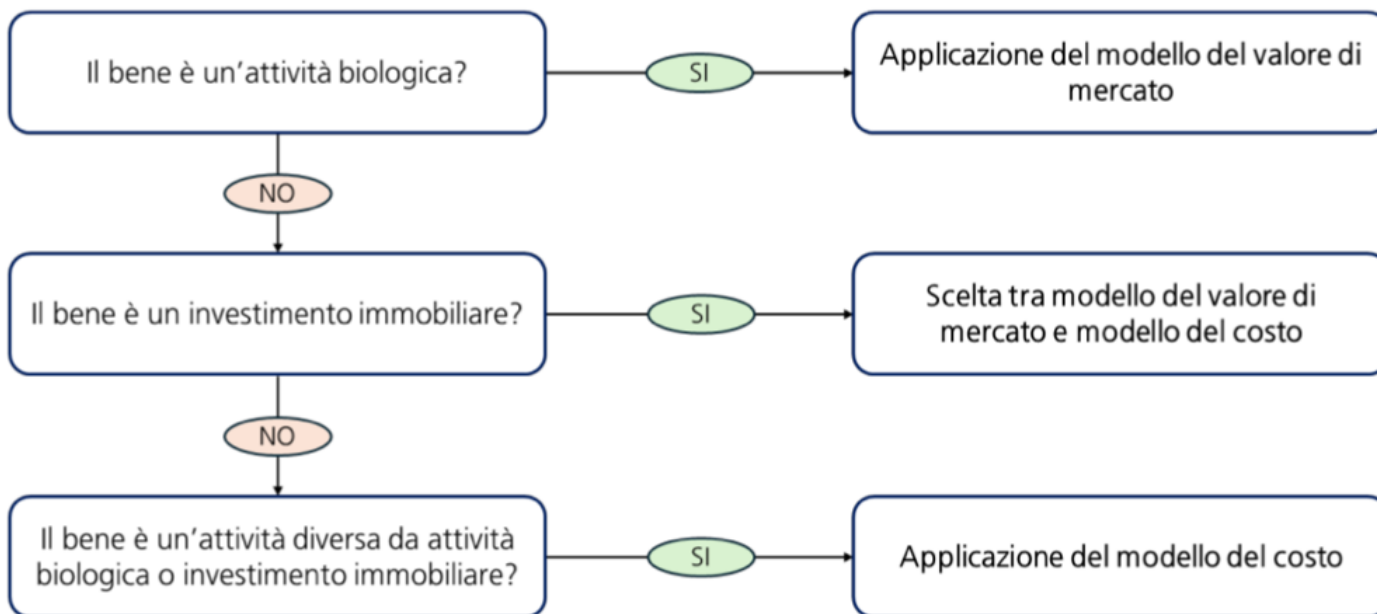 Il bene è un'attività biologica?
SI
Applicazione del modello del valore di
mercato
NO
Il bene è un investimento immobiliare?
SI
Scelta tra modello del valore di
mercato e modello del costo
NO
Il bene è un'attività diversa da attività
biologica o investimento immobiliare?
SI
Applicazione del modello del costo